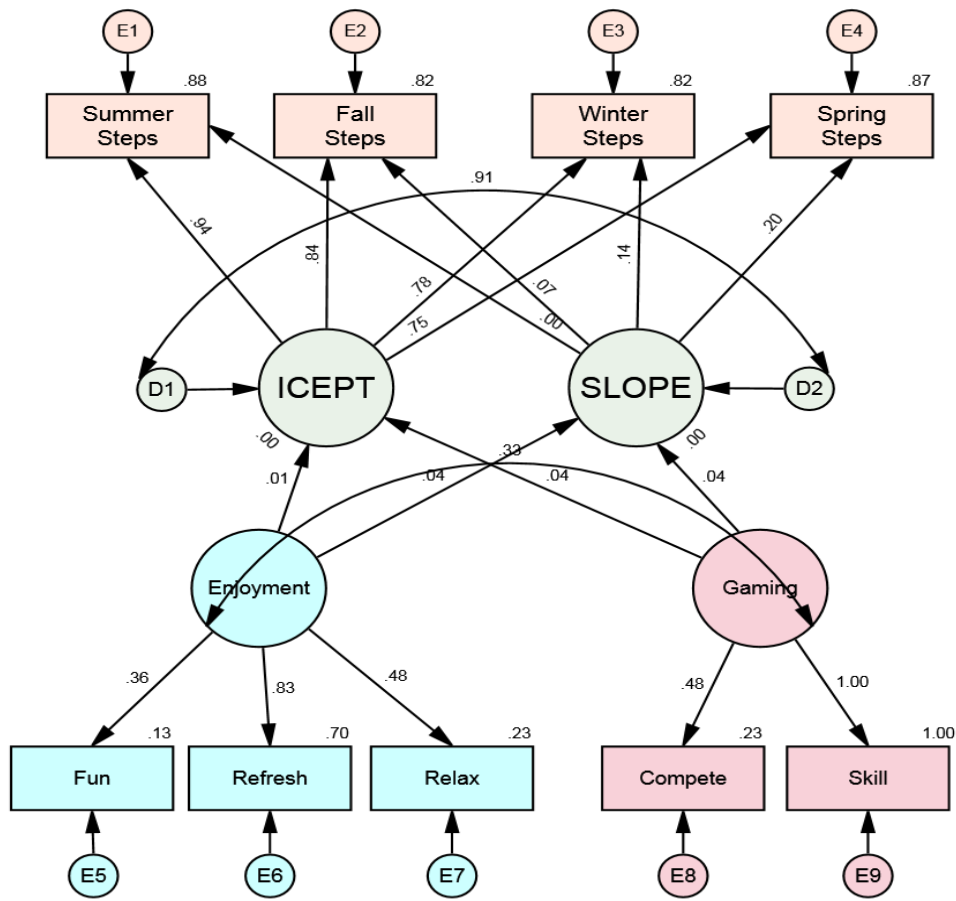 E1
E2
E3
E4
.88
.82
.82
.87
Summer
Steps
Fall
Steps
Winter
Steps
Spring
Steps
.91
.94
.84
.78
.75
.07
.00
.14
.20
D1
ICEPT
SLOPE
D2
.00
.01
.04
.33
.04
.00
.04
Enjoyment
Gaming
.36
.83
.48
.48
1.00
.13
.70
.23
.23
1.00
Fun
Refresh
Relax
Compete
Skill
E5
E6
E7
E8
E9